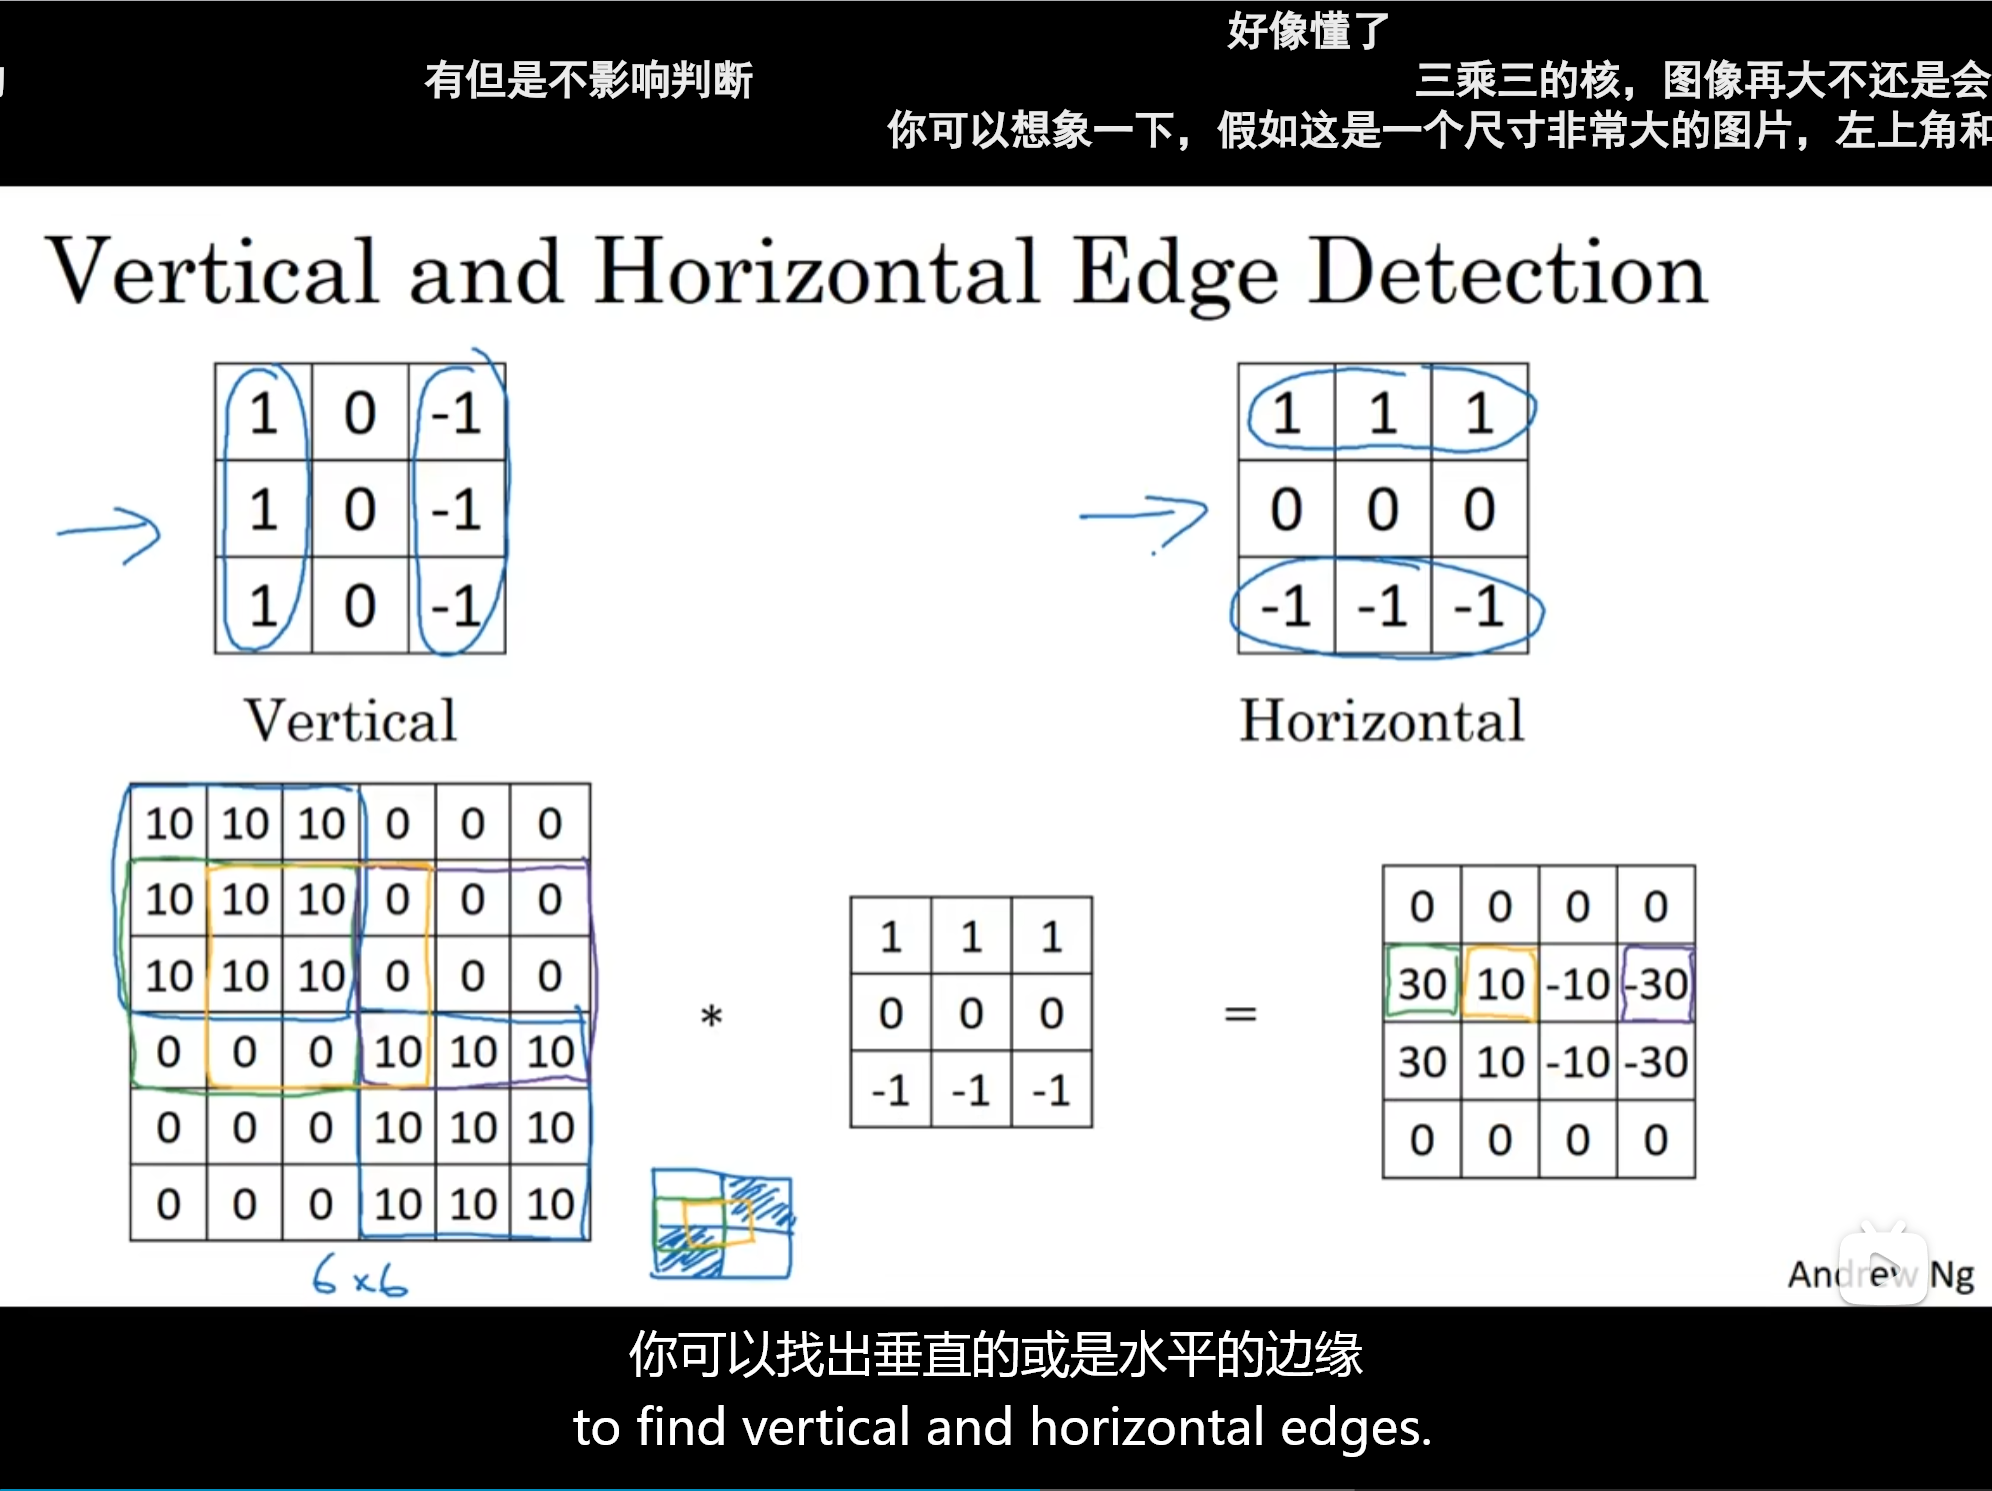 好像懂了
有但是不影响判断
三乘三的核，图像再大不还是会
你可以想象一下，假如这是一个尺寸非常大的图片，左上角和
Vertical and Horizontal Edge Detection
1 0 -1
1 0 -1
1 0 -1
Vertical
1 1 1
0 0 0
-1 -1 -1
Horizontal
10 10 10 0 0 0
10 10 10 0 0 0
10 10 10 0 0 0
0 0 0 10 10 10
0 0 0 10 10 10
0 0 0 10 10 10
6 x 6
*
1 1 1
0 0 0
-1 -1 -1
=
0 0 0 0
30 10 -10 -30
30 10 -10 -30
0 0 0 0
Andrew Ng
你可以找出垂直的或是水平的边缘
to find vertical and horizontal edges.